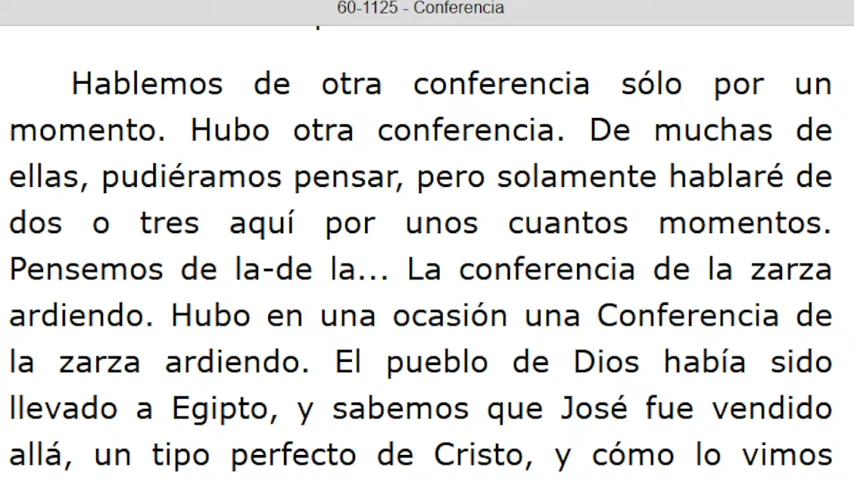 60-1125 - Conferencia
Hablemos de otra conferencia sólo por un
momento. Hubo otra conferencia. De muchas de
ellas, pudiéramos pensar, pero solamente hablaré de
dos o tres aquí por unos cuantos momentos.
Pensemos de la-de la... La conferencia de la zarza
ardiendo. Hubo en una ocasión una Conferencia de
la zarza ardiendo. El pueblo de Dios había sido
llevado a Egipto, y sabemos que José fue vendido
allá, un tipo perfecto de Cristo, y cómo lo vimos